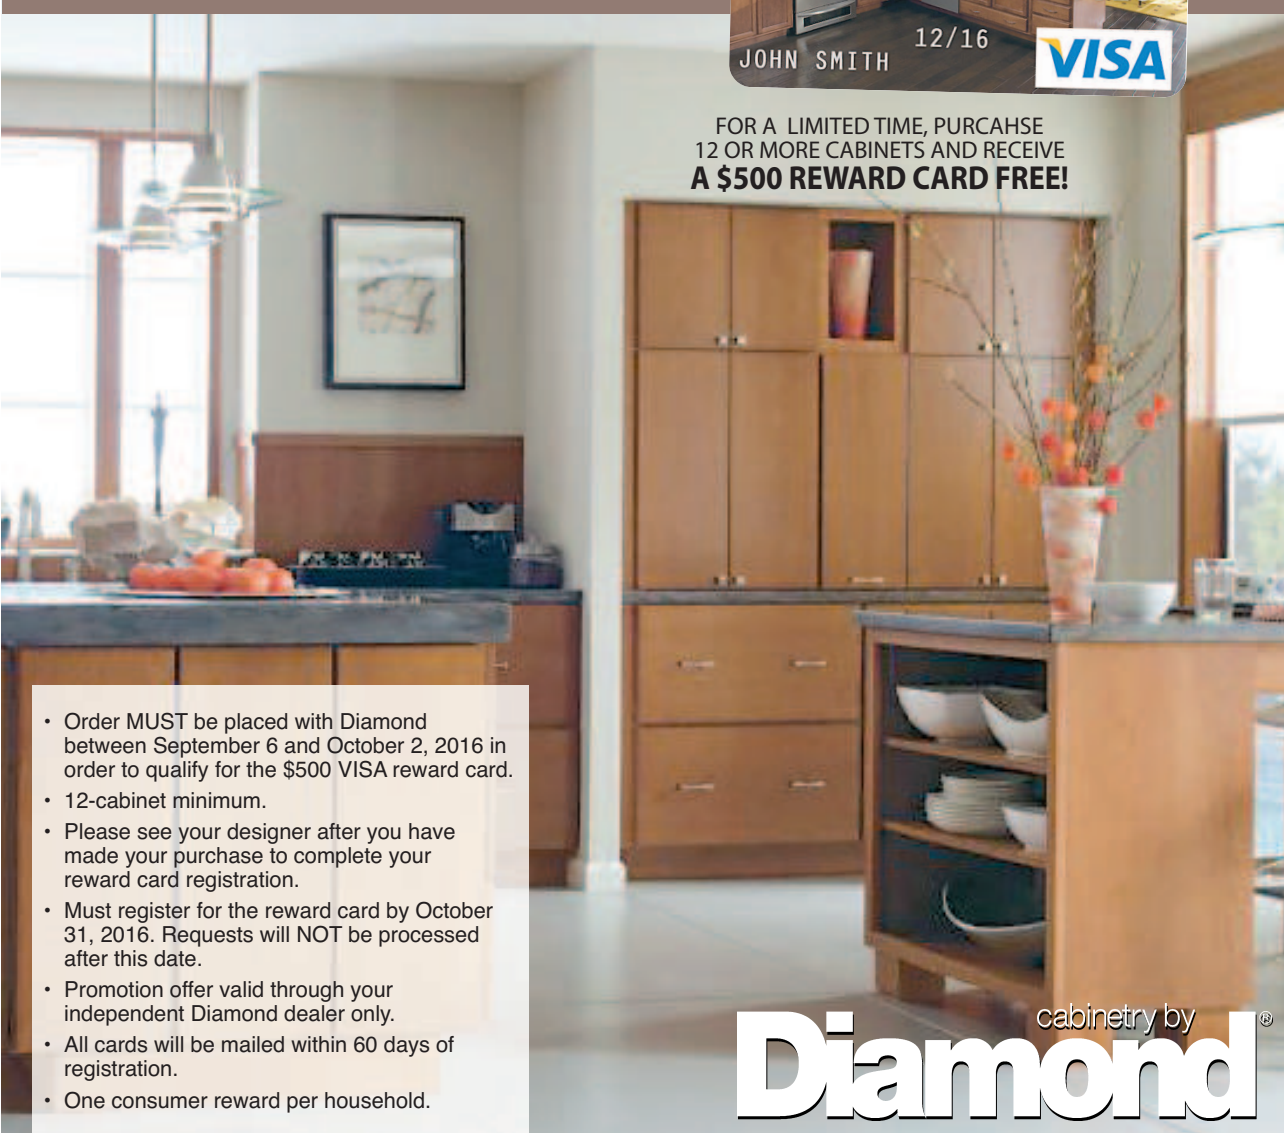 12/16
JOHN SMITH
VISA
FOR A LIMITED TIME, PURCAHSE
12 OR MORE CABINETS AND RECEIVE
A $500 REWARD CARD FREE!
• Order MUST be placed with Diamond
between September 6 and October 2, 2016 in
order to qualify for the $500 VISA reward card.
• 12-cabinet minimum.
• Please see your designer after you have
made your purchase to complete your
reward card registration.
• Must register for the reward card by October
31, 2016. Requests will NOT be processed
after this date.
• Promotion offer valid through your
independent Diamond dealer only.
• All cards will be mailed within 60 days of
registration.
• One consumer reward per household.
cabinetry by
Diamond®